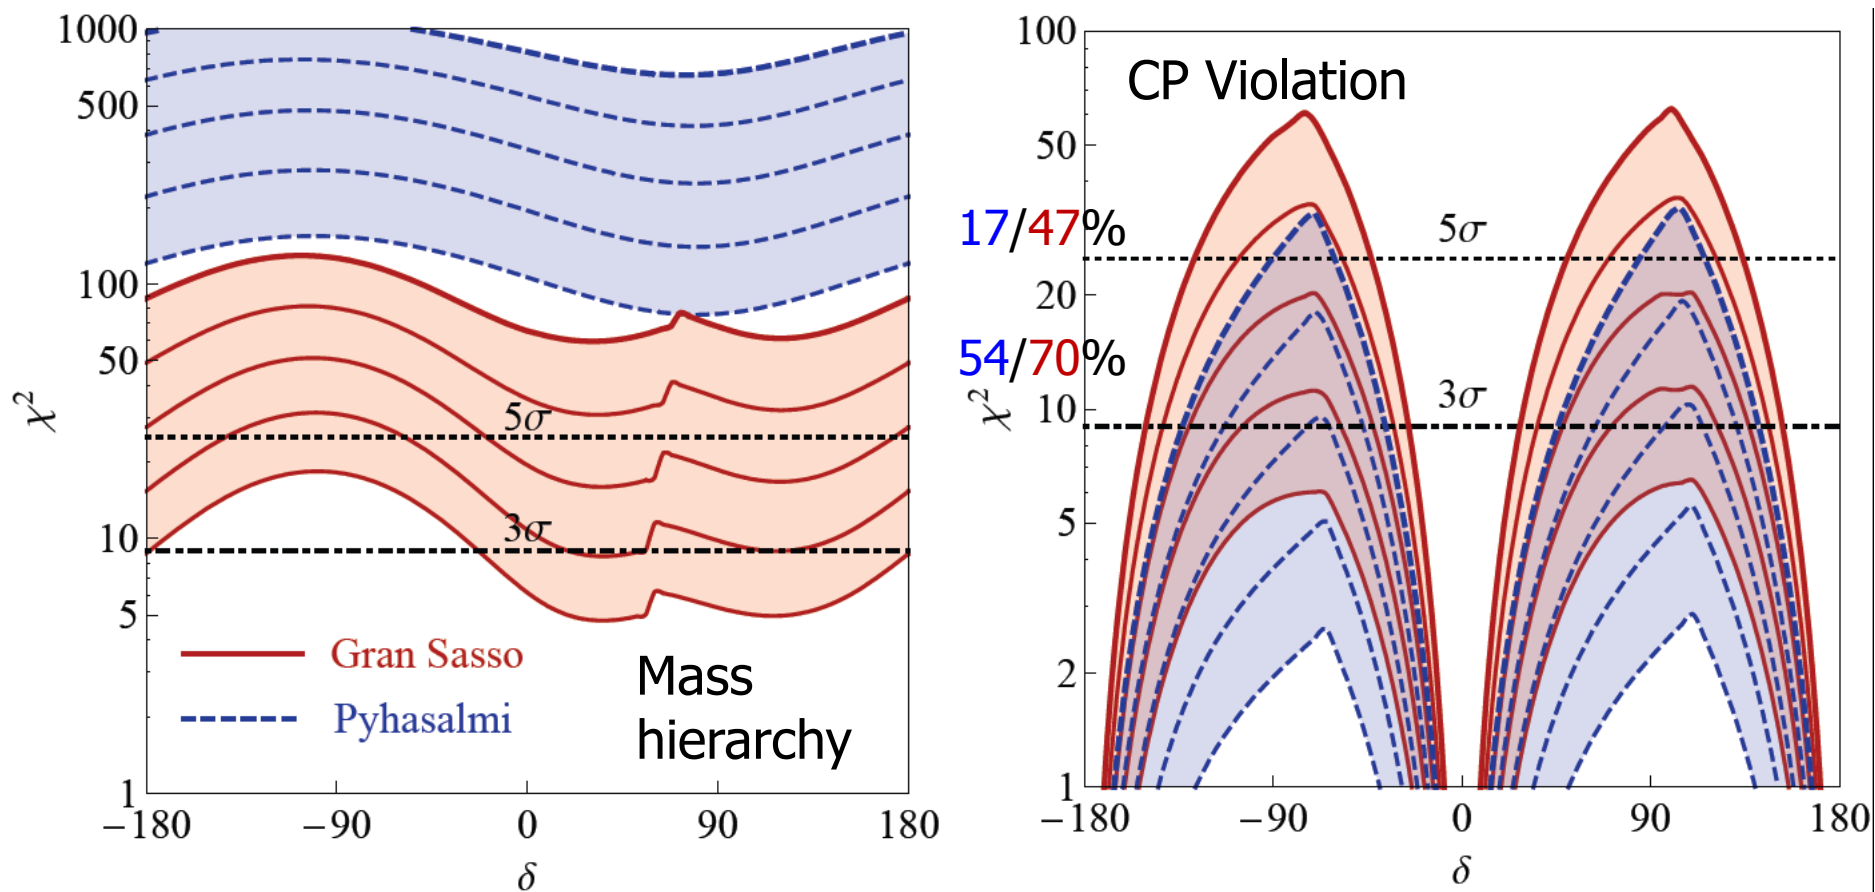 1000
500
100
50
10
5
1
χ²
5σ
3σ
Gran Sasso
Pyhasalmi
Mass
hierarchy
−180 −90 0 90 180
δ
CP Violation
100
50
20
10
5
2
1
17/47%
54/70%
χ²
5σ
3σ
−180 −90 0 90 180
δ